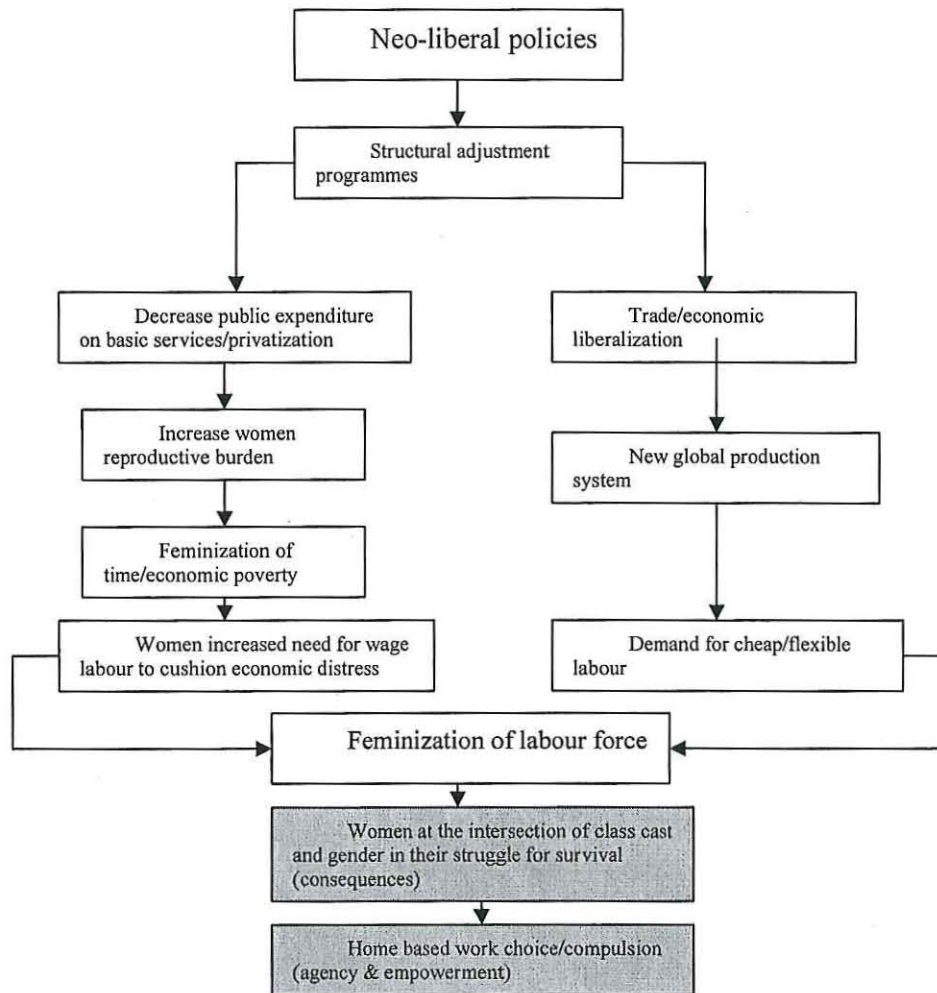 Neo-liberal policies
Structural adjustment
programmes
Decrease public expenditure
on basic services/privatization
Trade/economic
liberalization
Increase women
reproductive burden
New global production
system
Feminization of
time/economic poverty
Women increased need for wage
labour to cushion economic distress
Demand for cheap/flexible
labour
Feminization of labour force
Women at the intersection of class cast
and gender in their struggle for survival
(consequences)
Home based work choice/compulsion
(agency & empowerment)